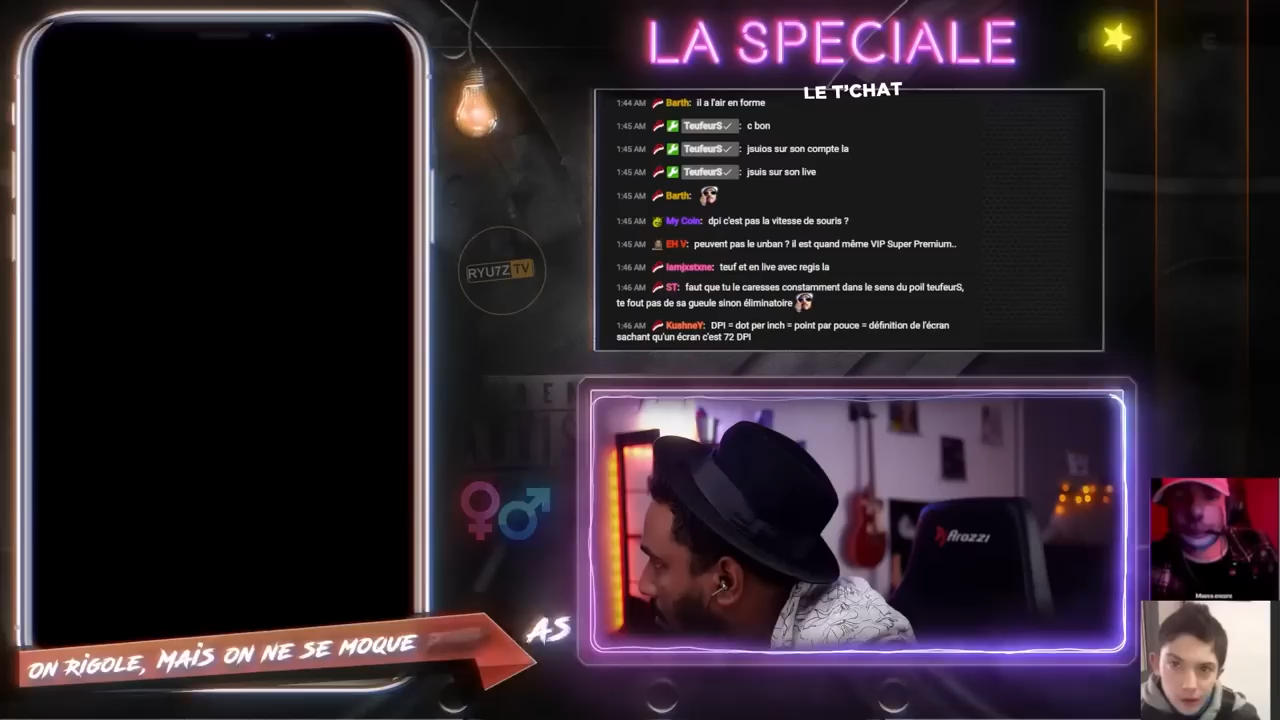 LA SPECIALE
LE T'CHAT
1:44 AM Barth: il a l'air en forme
1:45 AM TeufeurS: c bon
1:45 AM TeufeurS: jsuios sur son compte la
1:45 AM TeufeurS: jsuis sur son live
1:45 AM Barth:
1:45 AM My Coin: dpi c'est pas la vitesse de souris ?
1:45 AM EH V: peuvent pas le unban ? il est quand même VIP Super Premium..
1:46 AM Iamjxstxne: teuf et en live avec regis la
1:46 AM ST: faut que tu le caresses constamment dans le sens du poil teufeurS,
te fout pas de sa gueule sinon éliminatoire
1:46 AM KushneY: DPI = dot per inch = point par pouce = définition de l'écran
sachant qu'un écran c'est 72 DPI
RYU7Z TV
Arozzi
ON RIGOLE, MAIS ON NE SE MOQUE
AS